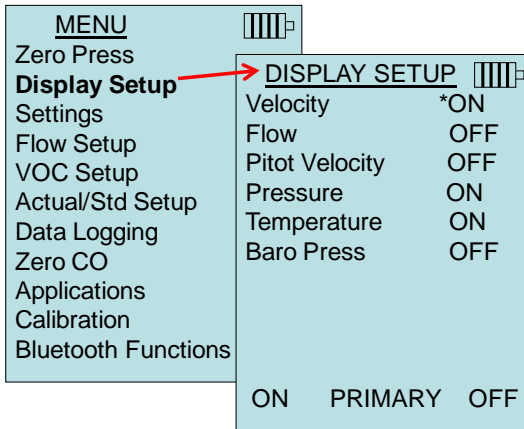 MENU
Zero Press
Display Setup
Settings
Flow Setup
VOC Setup
Actual/Std Setup
Data Logging
Zero CO
Applications
Calibration
Bluetooth Functions
DISPLAY SETUP
Velocity *ON
Flow OFF
Pitot Velocity OFF
Pressure ON
Temperature ON
Baro Press OFF
ON PRIMARY OFF